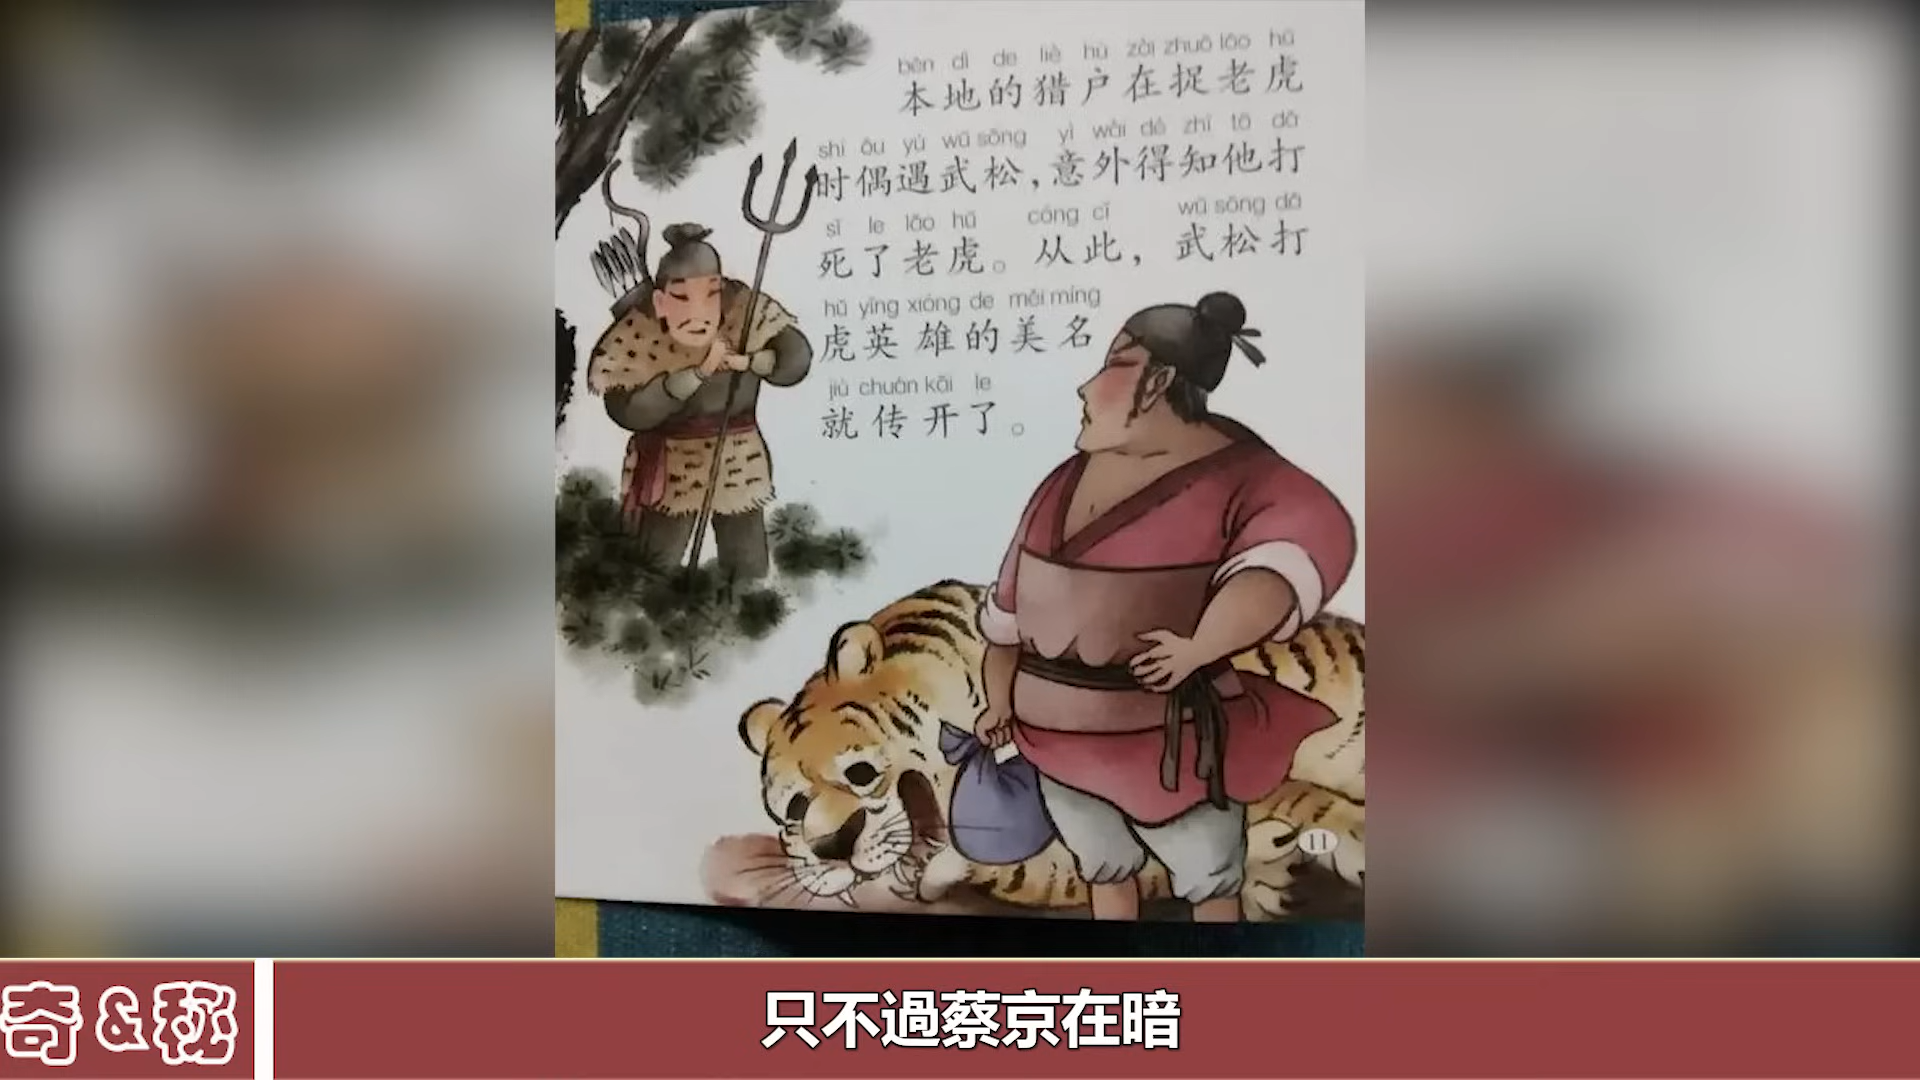 běn dì de liè hù zài zhuō lǎo hǔ
本地的猎户在捉老虎
shí ǒu yù wǔ sōng yì wài dé zhī tā dǎ
时偶遇武松,意外得知他打
sǐ le lǎo hǔ cóng cǐ wǔ sōng dǎ
死了老虎。从此,武松打
hǔ yīng xióng de měi míng
虎英雄的美名
jiù chuán kāi le
就传开了。
11
奇&秘
只不過蔡京在暗